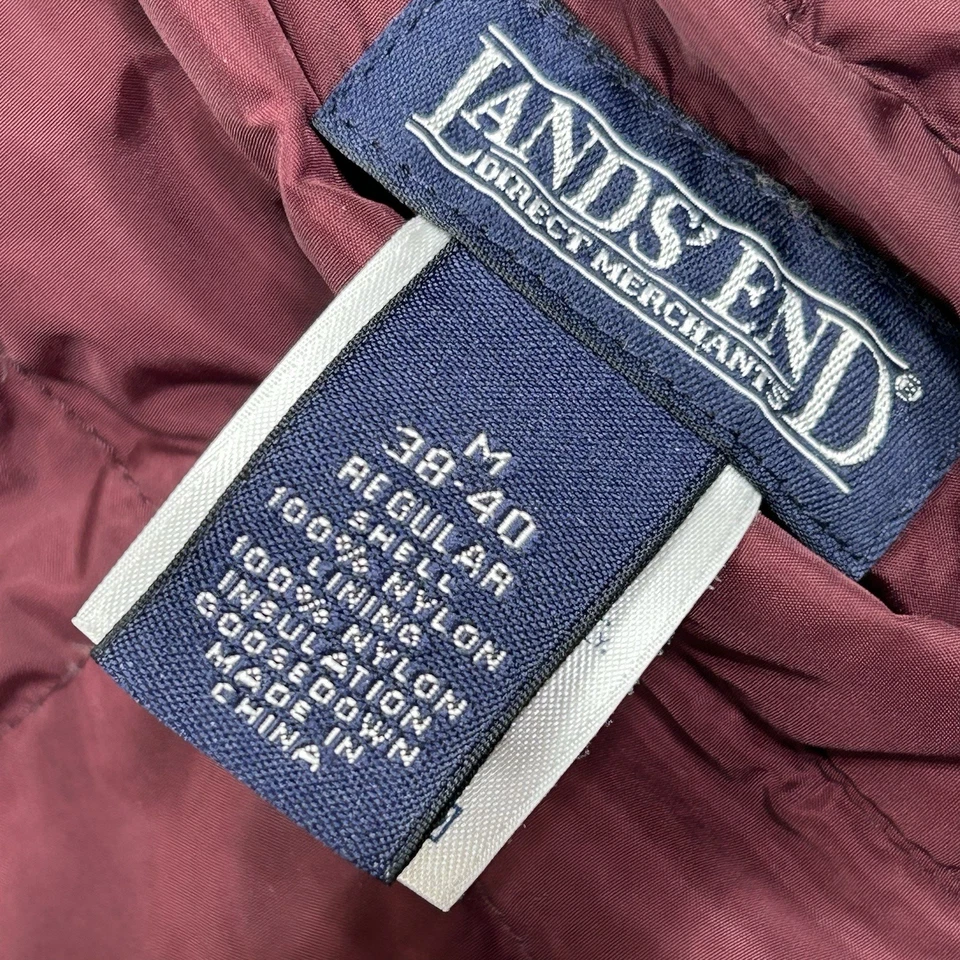 LANDS' END®
DIRECT MERCHANTS
M
38-40
REGULAR
SHELL
100% NYLON
LINING
100% NYLON
INSULATION
GOOSEDOWN
MADE IN
CHINA